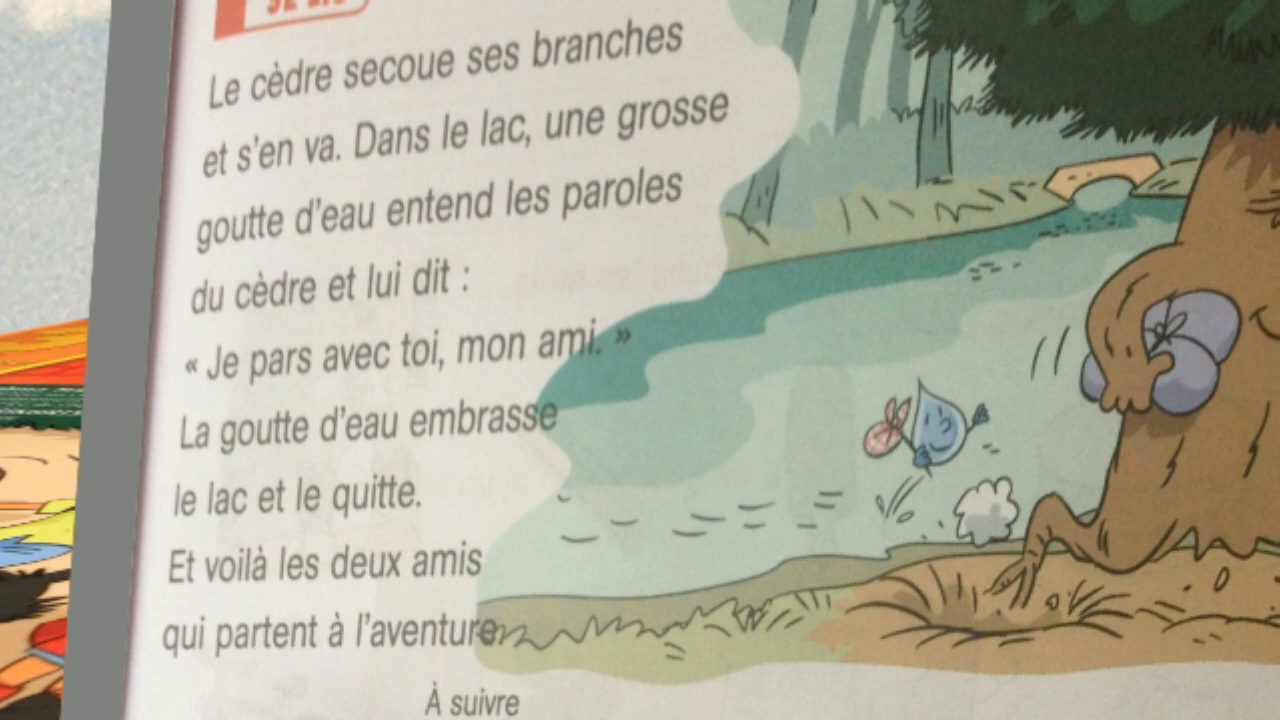 JE LIS
Le cèdre secoue ses branches
et s'en va. Dans le lac, une grosse
goutte d'eau entend les paroles
du cèdre et lui dit :
« Je pars avec toi, mon ami. »
La goutte d'eau embrasse
le lac et le quitte.
Et voilà les deux amis
qui partent à l'aventure.
À suivre